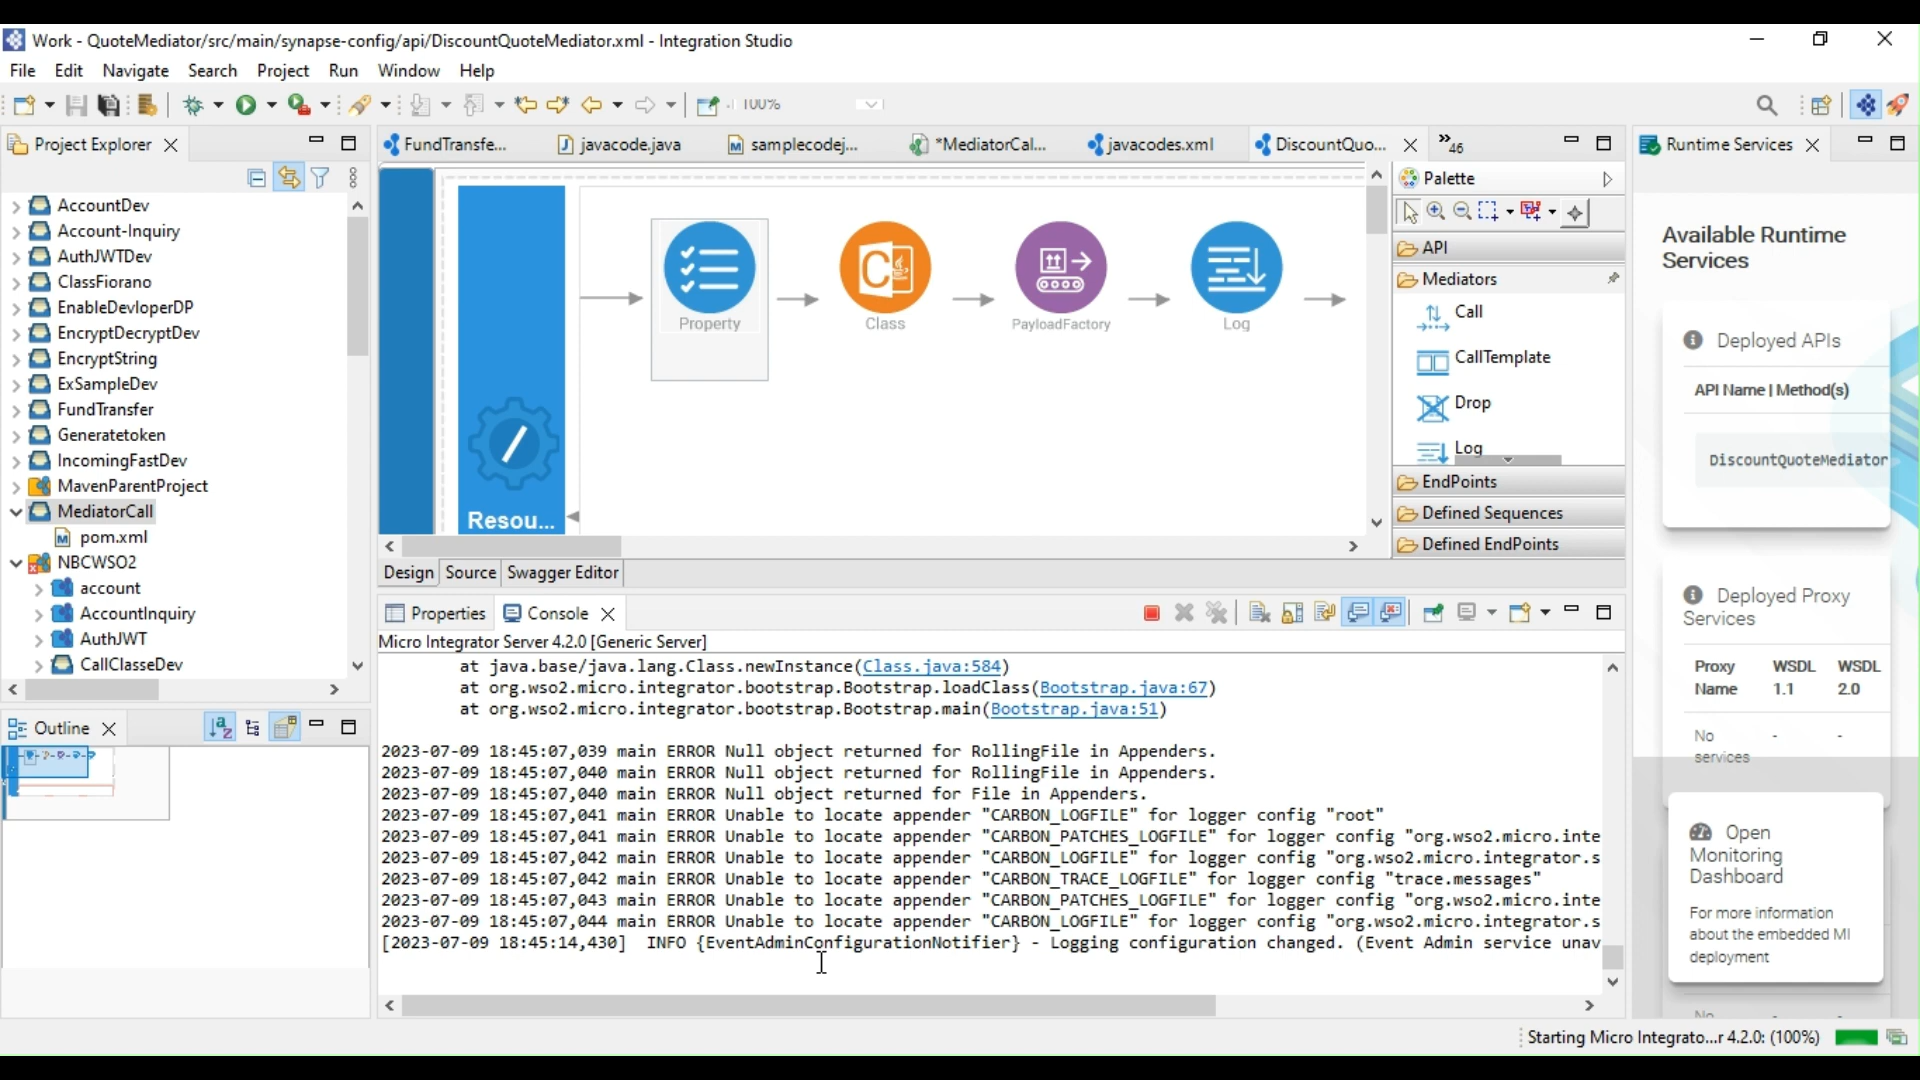 Work - QuoteMediator/src/main/synapse-config/api/DiscountQuoteMediator.xml - Integration Studio
File Edit Navigate Search Project Run Window Help
100%
Project Explorer
AccountDev
Account-Inquiry
AuthJWTDev
ClassFiorano
EnableDevloperDP
EncryptDecryptDev
EncryptString
ExSampleDev
FundTransfer
Generatetoken
IncomingFastDev
MavenParentProject
MediatorCall
pom.xml
NBCWSO2
account
AccountInquiry
AuthJWT
CallClasseDev
Outline
FundTransfe... javacode.java samplecodej... *MediatorCal... javacodes.xml DiscountQuo... »46
Property Class PayloadFactory Log
Resou...
Design Source Swagger Editor
Palette
API
Mediators
Call
CallTemplate
Drop
Log
EndPoints
Defined Sequences
Defined EndPoints
Properties Console
Micro Integrator Server 4.2.0 [Generic Server]
at java.base/java.lang.Class.newInstance(Class.java:584)
at org.wso2.micro.integrator.bootstrap.Bootstrap.loadClass(Bootstrap.java:67)
at org.wso2.micro.integrator.bootstrap.Bootstrap.main(Bootstrap.java:51)
2023-07-09 18:45:07,039 main ERROR Null object returned for RollingFile in Appenders.
2023-07-09 18:45:07,040 main ERROR Null object returned for RollingFile in Appenders.
2023-07-09 18:45:07,040 main ERROR Null object returned for File in Appenders.
2023-07-09 18:45:07,041 main ERROR Unable to locate appender "CARBON_LOGFILE" for logger config "root"
2023-07-09 18:45:07,041 main ERROR Unable to locate appender "CARBON_PATCHES_LOGFILE" for logger config "org.wso2.micro.inte
2023-07-09 18:45:07,042 main ERROR Unable to locate appender "CARBON_LOGFILE" for logger config "org.wso2.micro.integrator.s
2023-07-09 18:45:07,042 main ERROR Unable to locate appender "CARBON_TRACE_LOGFILE" for logger config "trace.messages"
2023-07-09 18:45:07,043 main ERROR Unable to locate appender "CARBON_PATCHES_LOGFILE" for logger config "org.wso2.micro.inte
2023-07-09 18:45:07,044 main ERROR Unable to locate appender "CARBON_LOGFILE" for logger config "org.wso2.micro.integrator.s
[2023-07-09 18:45:14,430] INFO {EventAdminConfigurationNotifier} - Logging configuration changed. (Event Admin service unav
Runtime Services
Available Runtime
Services
Deployed APIs
API Name | Method(s)
DiscountQuoteMediator
Deployed Proxy
Services
Proxy WSDL WSDL
Name 1.1 2.0
No - -
services
Open
Monitoring
Dashboard
For more information
about the embedded MI
deployment
No
Starting Micro Integrato...r 4.2.0: (100%)